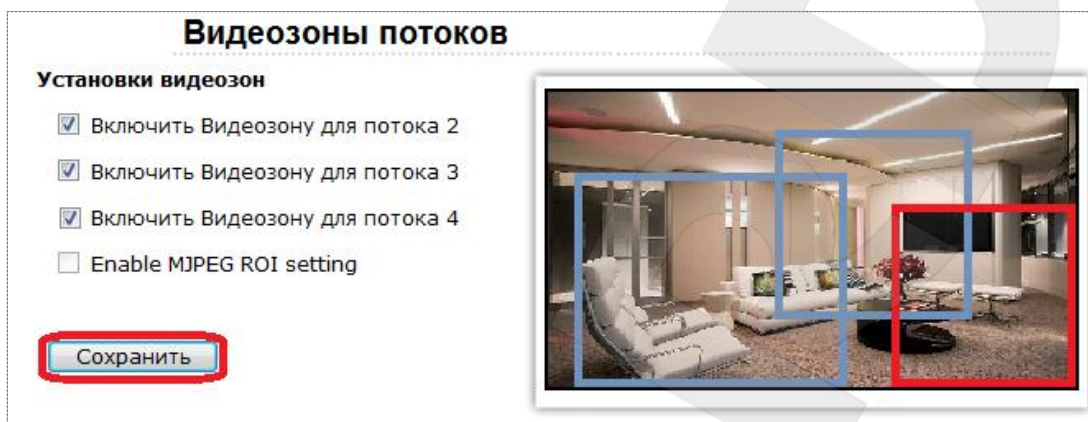 Видеозоны потоков
Установки видеозон
Включить Видеозону для потока 2
Включить Видеозону для потока 3
Включить Видеозону для потока 4
Enable MJPEG ROI setting
Сохранить